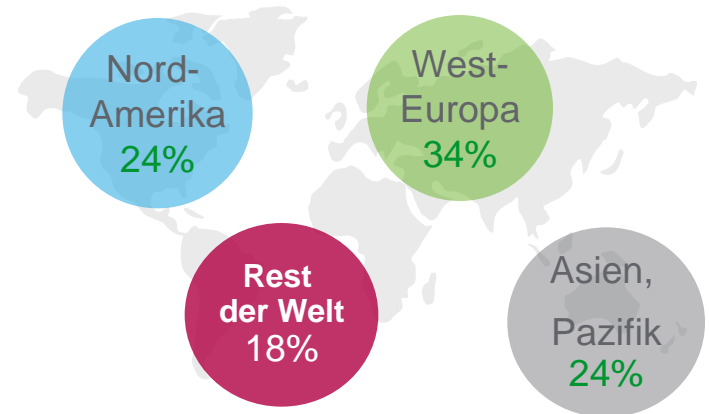 Nord-
Amerika
24%
West-
Europa
34%
Rest
der Welt
18%
Asien,
Pazifik
24%